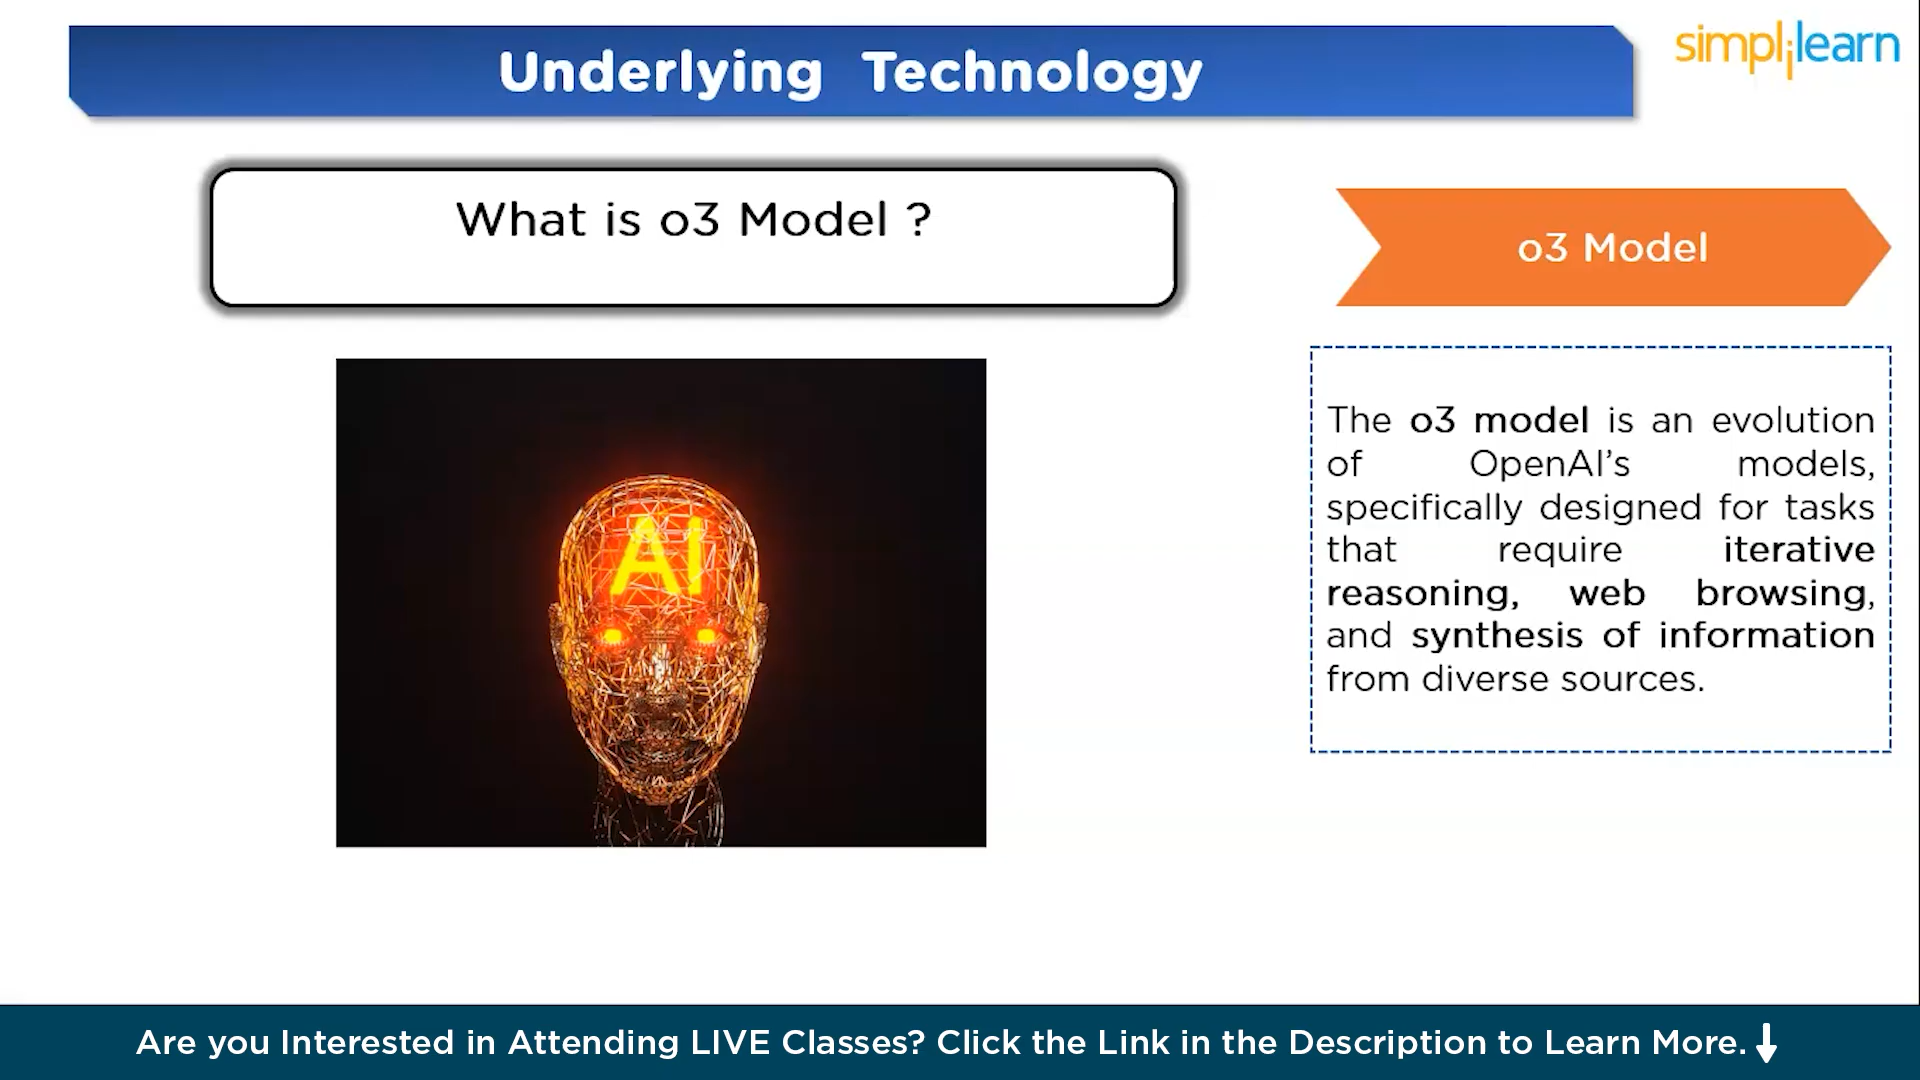 Underlying Technology
simplilearn
What is o3 Model ?
o3 Model
AI
The o3 model is an evolution
of OpenAI’s models,
specifically designed for tasks
that require iterative
reasoning, web browsing,
and synthesis of information
from diverse sources.
Are you Interested in Attending LIVE Classes? Click the Link in the Description to Learn More.